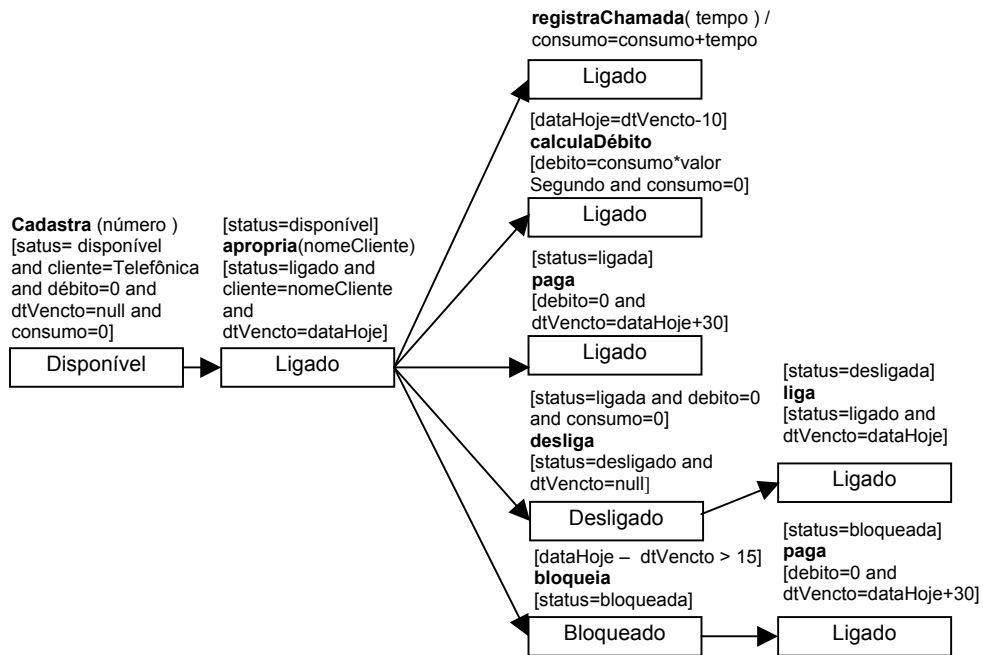 registraChamada( tempo ) /
consumo=consumo+tempo
Ligado
[dataHoje=dtVencto-10]
calculaDébito
[debito=consumo*valor
Segundo and consumo=0]
Ligado
Cadastra (número )
[satus= disponível
and cliente=Telefônica
and débito=0 and
dtVencto=null and
consumo=0]
Disponível
[status=disponível]
apropria(nomeCliente)
[status=ligado and
cliente=nomeCliente
and
dtVencto=dataHoje]
Ligado
[status=ligada]
paga
[debito=0 and
dtVencto=dataHoje+30]
Ligado
[status=ligada and debito=0
and consumo=0]
desliga
[status=desligado and
dtVencto=null]
Desligado
[status=desligada]
liga
[status=ligado and
dtVencto=dataHoje]
Ligado
[dataHoje – dtVencto > 15]
bloqueia
[status=bloqueada]
Bloqueado
[status=bloqueada]
paga
[debito=0 and
dtVencto=dataHoje+30]
Ligado